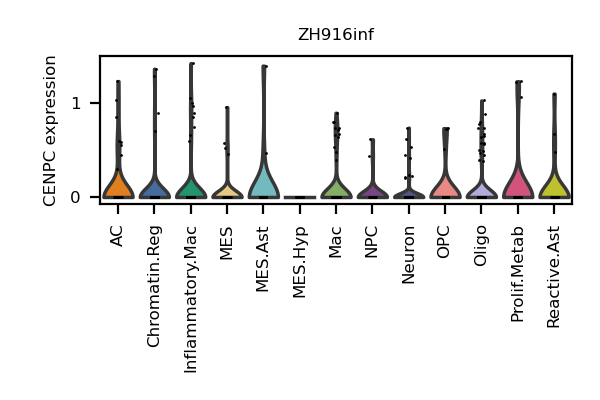 ZH916inf
CENPC expression
1
0
AC
Chromatin.Reg
Inflammatory.Mac
MES
MES.Ast
MES.Hyp
Mac
NPC
Neuron
OPC
Oligo
Prolif.Metab
Reactive.Ast